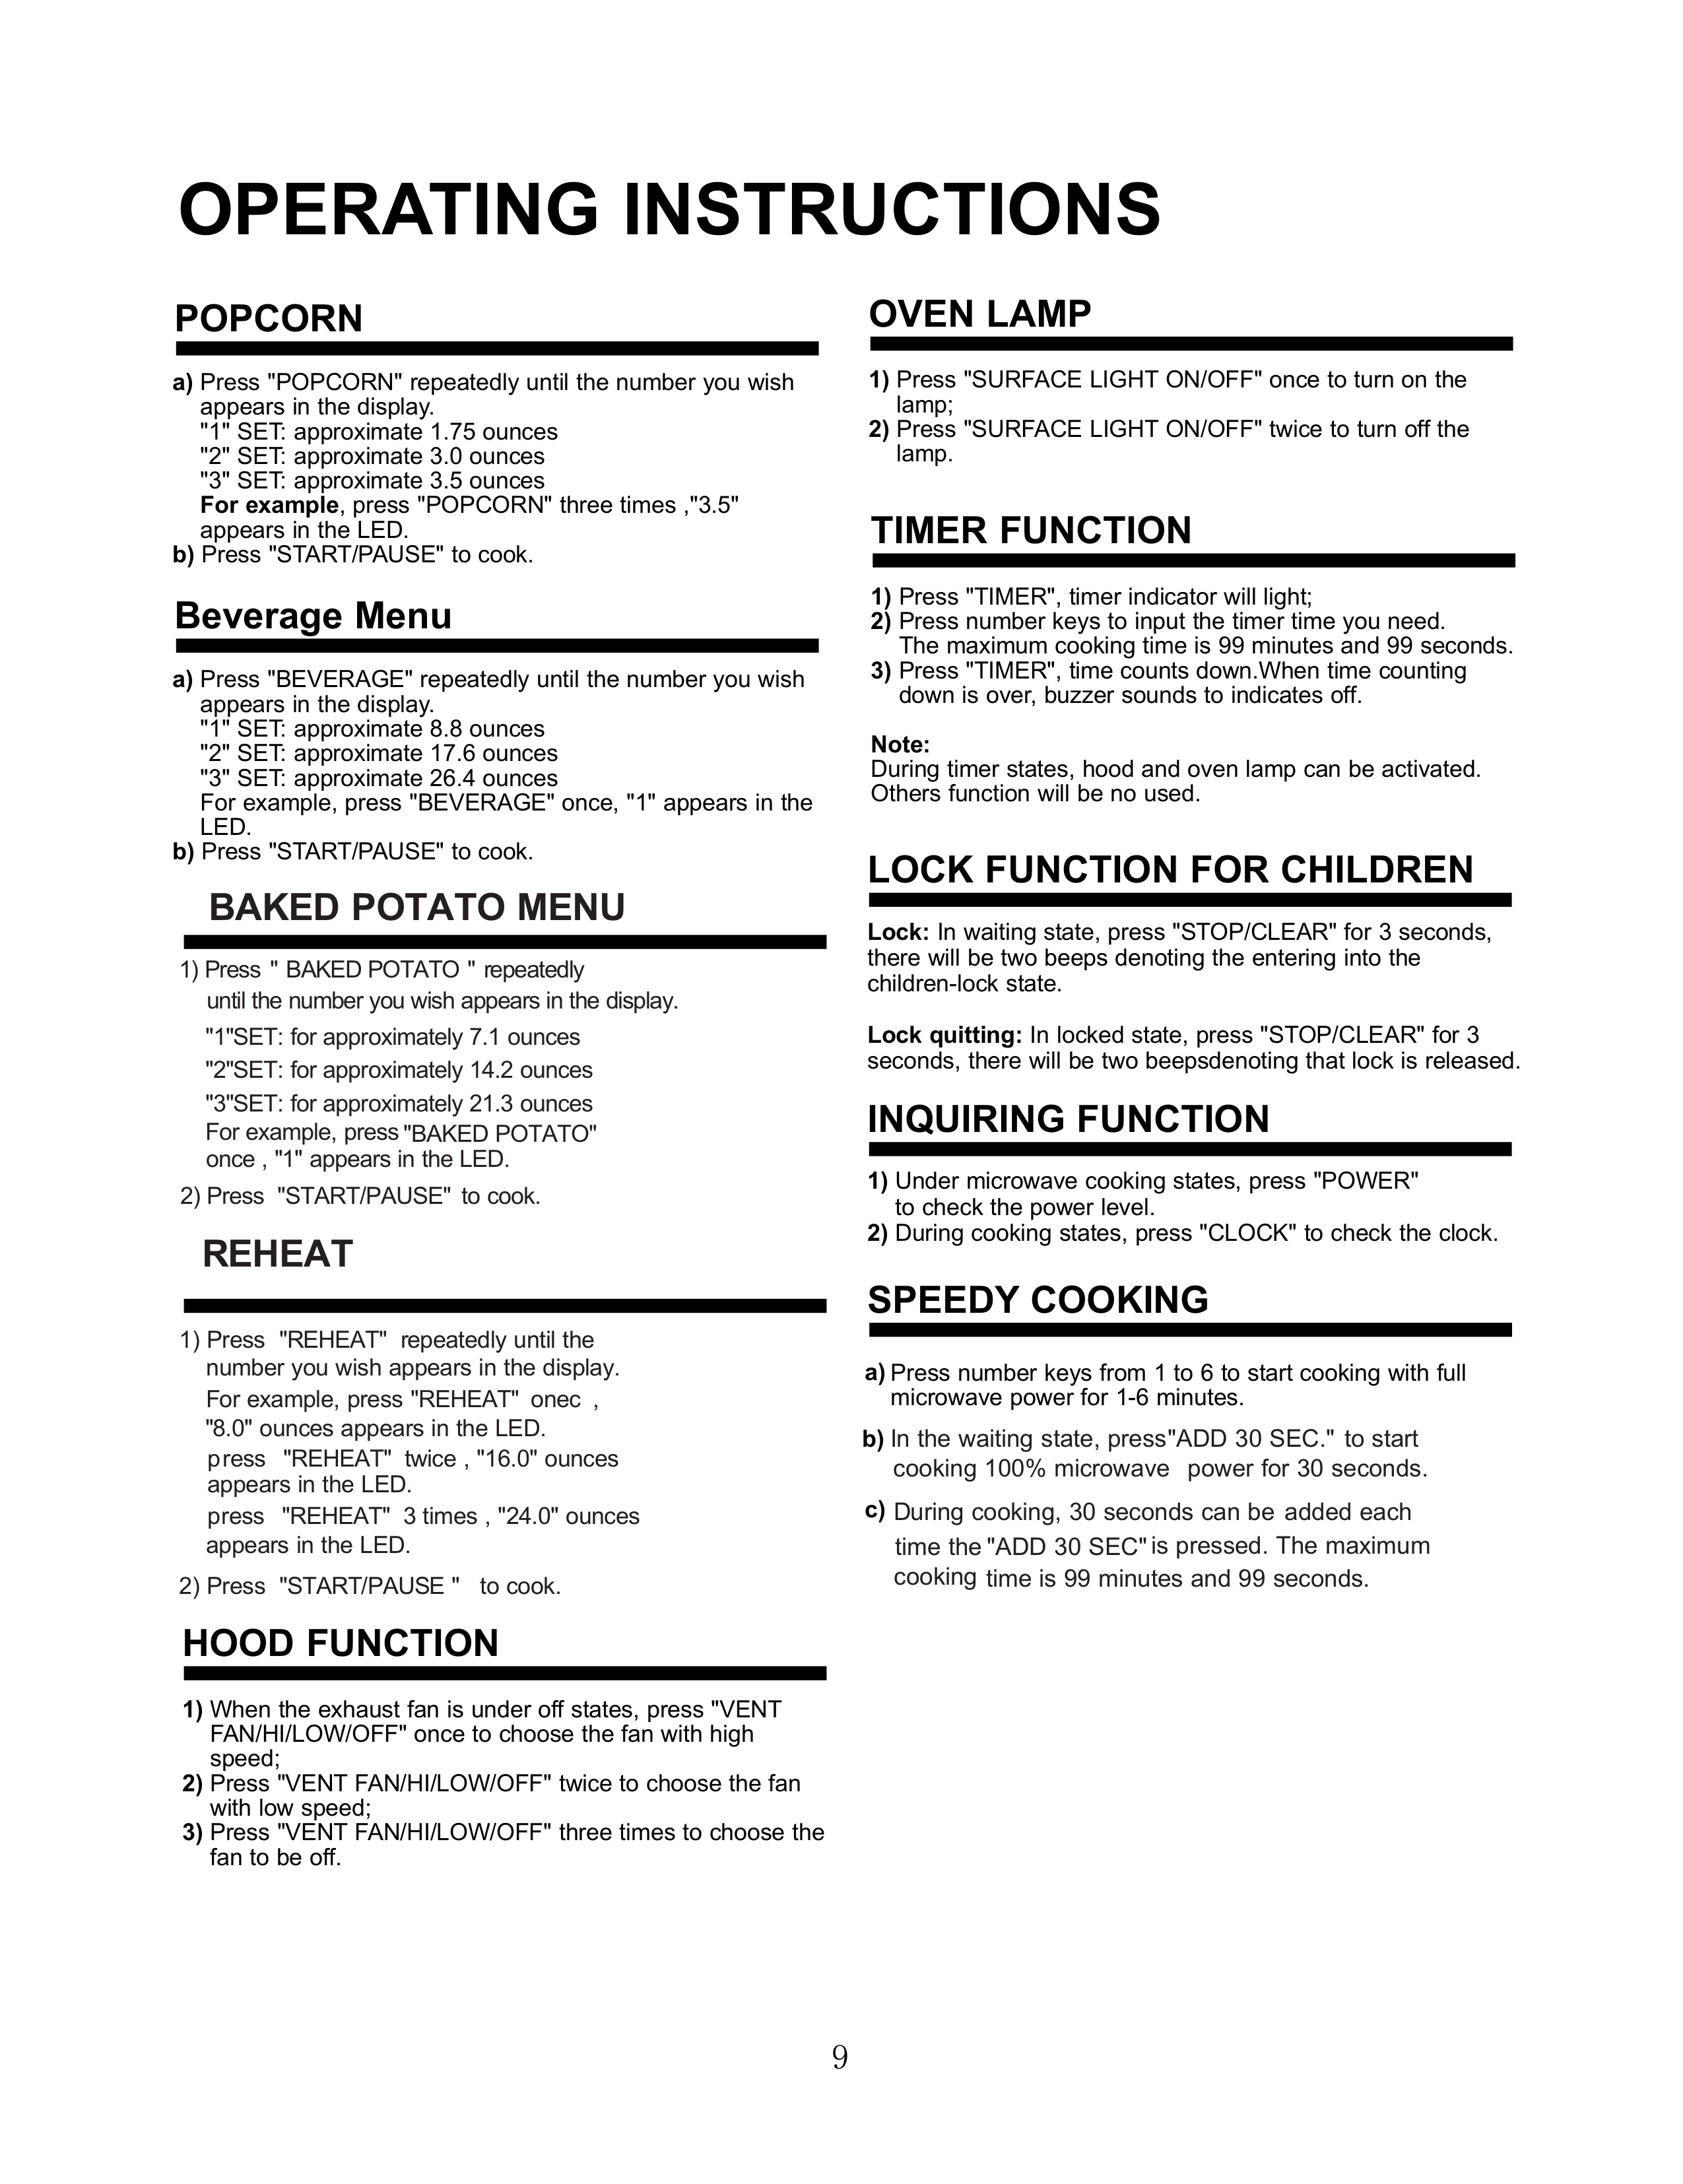 OPERATING INSTRUCTIONS
POPCORN
a) Press "POPCORN" repeatedly until the number you wish
appears in the display.
"1" SET: approximate 1.75 ounces
"2" SET: approximate 3.0 ounces
"3" SET: approximate 3.5 ounces
For example, press "POPCORN" three times ,"3.5"
appears in the LED.
b) Press "START/PAUSE" to cook.
Beverage Menu
a) Press "BEVERAGE" repeatedly until the number you wish
appears in the display.
"1" SET: approximate 8.8 ounces
"2" SET: approximate 17.6 ounces
"3" SET: approximate 26.4 ounces
For example, press "BEVERAGE" once, "1" appears in the
LED.
b) Press "START/PAUSE" to cook.
BAKED POTATO MENU
1) Press " BAKED POTATO " repeatedly
until the number you wish appears in the display.
"1"SET: for approximately 7.1 ounces
"2"SET: for approximately 14.2 ounces
"3"SET: for approximately 21.3 ounces
For example, press "BAKED POTATO"
once , "1" appears in the LED.
2) Press "START/PAUSE" to cook.
REHEAT
1) Press "REHEAT" repeatedly until the
number you wish appears in the display.
For example, press "REHEAT" onec ,
"8.0" ounces appears in the LED.
press "REHEAT" twice , "16.0" ounces
appears in the LED.
press "REHEAT" 3 times , "24.0" ounces
appears in the LED.
2) Press "START/PAUSE " to cook.
HOOD FUNCTION
1) When the exhaust fan is under off states, press "VENT
FAN/HI/LOW/OFF" once to choose the fan with high
speed;
2) Press "VENT FAN/HI/LOW/OFF" twice to choose the fan
with low speed;
3) Press "VENT FAN/HI/LOW/OFF" three times to choose the
fan to be off.
OVEN LAMP
1) Press "SURFACE LIGHT ON/OFF" once to turn on the
lamp;
2) Press "SURFACE LIGHT ON/OFF" twice to turn off the
lamp.
TIMER FUNCTION
1) Press "TIMER", timer indicator will light;
2) Press number keys to input the timer time you need.
The maximum cooking time is 99 minutes and 99 seconds.
3) Press "TIMER", time counts down.When time counting
down is over, buzzer sounds to indicates off.
Note:
During timer states, hood and oven lamp can be activated.
Others function will be no used.
LOCK FUNCTION FOR CHILDREN
Lock: In waiting state, press "STOP/CLEAR" for 3 seconds,
there will be two beeps denoting the entering into the
children-lock state.
Lock quitting: In locked state, press "STOP/CLEAR" for 3
seconds, there will be two beepsdenoting that lock is released.
INQUIRING FUNCTION
1) Under microwave cooking states, press "POWER"
to check the power level.
2) During cooking states, press "CLOCK" to check the clock.
SPEEDY COOKING
a) Press number keys from 1 to 6 to start cooking with full
microwave power for 1-6 minutes.
b) In the waiting state, press"ADD 30 SEC." to start
cooking 100% microwave power for 30 seconds.
c) During cooking, 30 seconds can be added each
time the "ADD 30 SEC" is pressed. The maximum
cooking time is 99 minutes and 99 seconds.
9